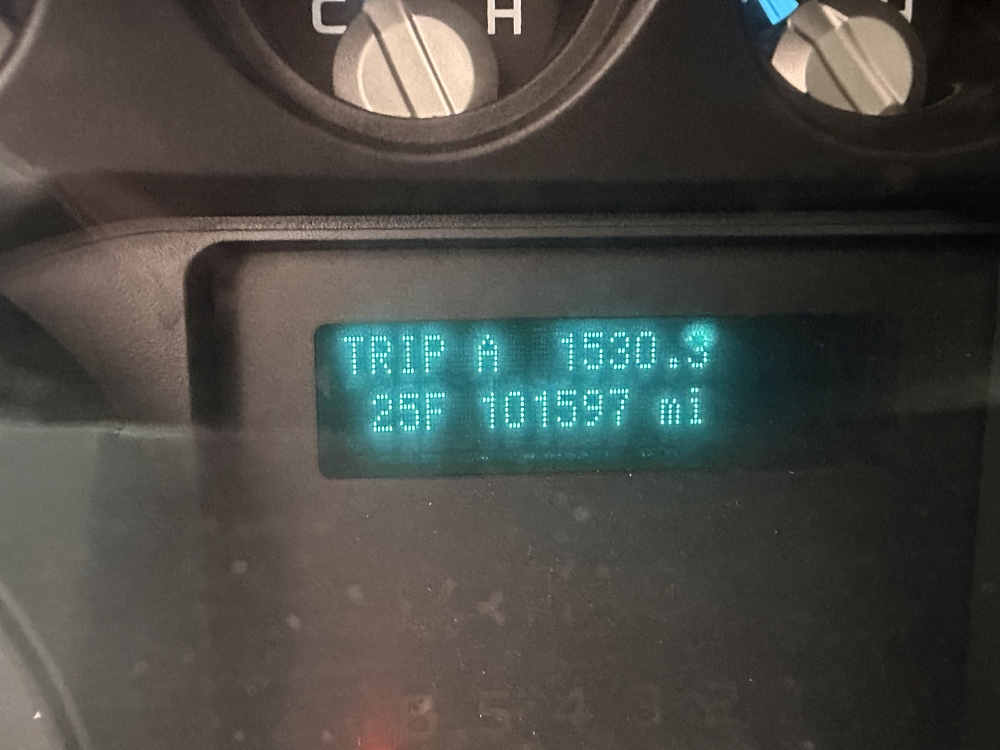 C H
H
TRIP A 1530.3
25F 101597 mi